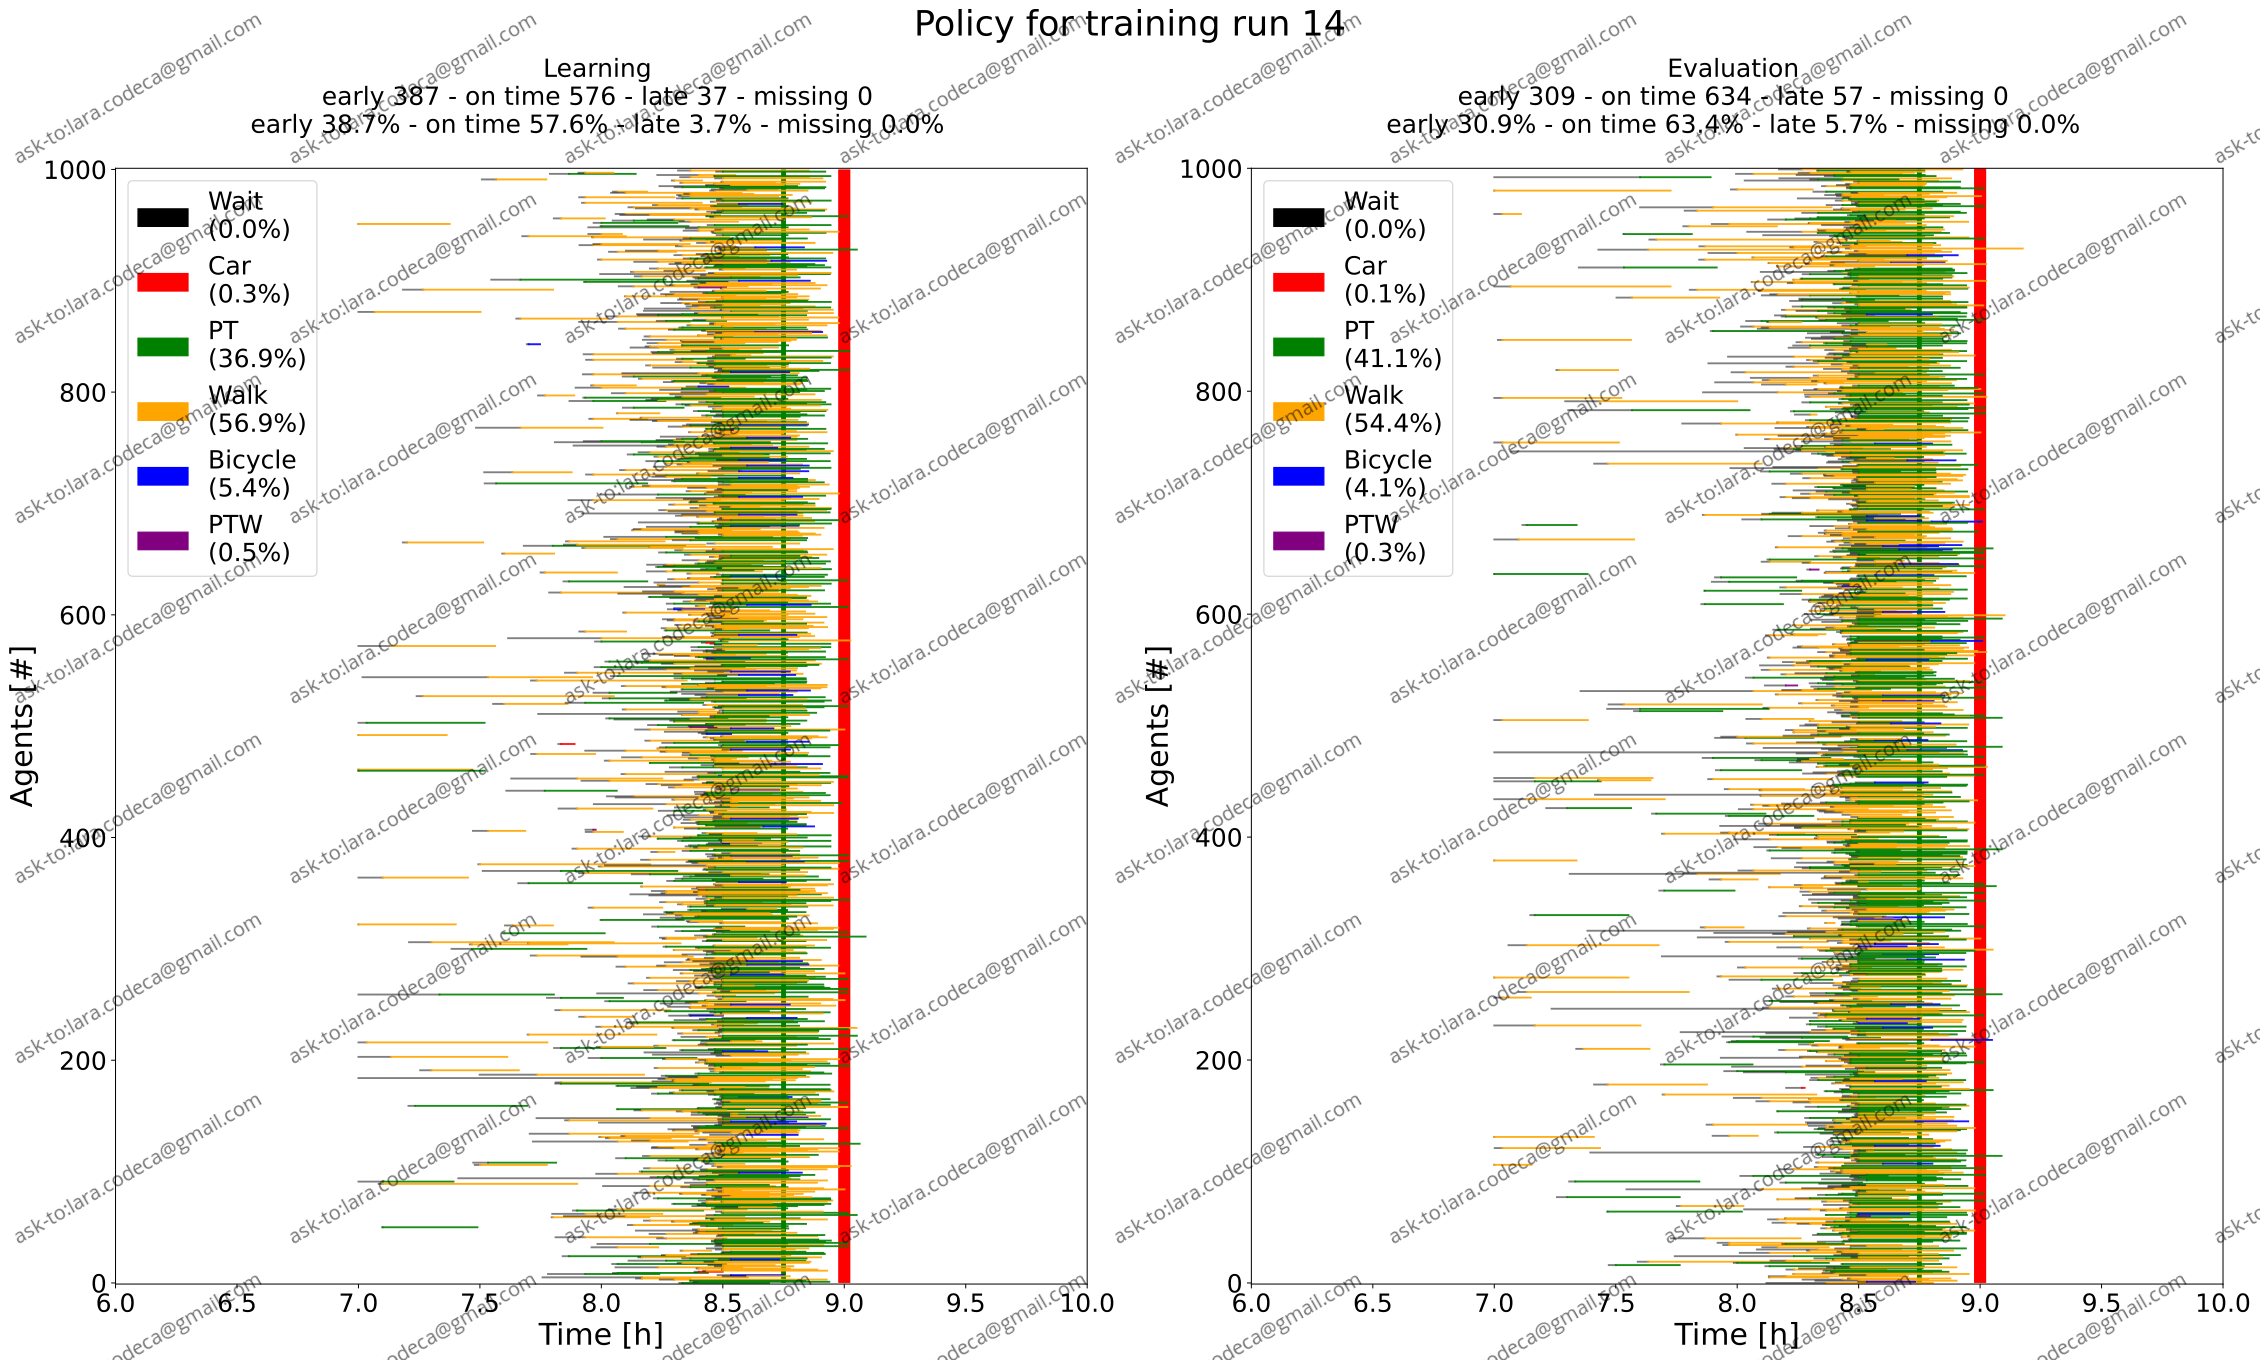 Policy for training run 14
Learning
early 387 - on time 576 - late 37 - missing 0
early 38.7% - on time 57.6% - late 3.7% - missing 0.0%
Agents [#]
1000
800
600
400
200
0
Wait
(0.0%)
Car
(0.3%)
PT
(36.9%)
Walk
(56.9%)
Bicycle
(5.4%)
PTW
(0.5%)
6.0 6.5 7.0 7.5 8.0 8.5 9.0 9.5 10.0
Time [h]
Evaluation
early 309 - on time 634 - late 57 - missing 0
early 30.9% - on time 63.4% - late 5.7% - missing 0.0%
Agents [#]
1000
800
600
400
200
0
Wait
(0.0%)
Car
(0.1%)
PT
(41.1%)
Walk
(54.4%)
Bicycle
(4.1%)
PTW
(0.3%)
6.0 6.5 7.0 7.5 8.0 8.5 9.0 9.5 10.0
Time [h]
ask-to:lara.codeca@gmail.com